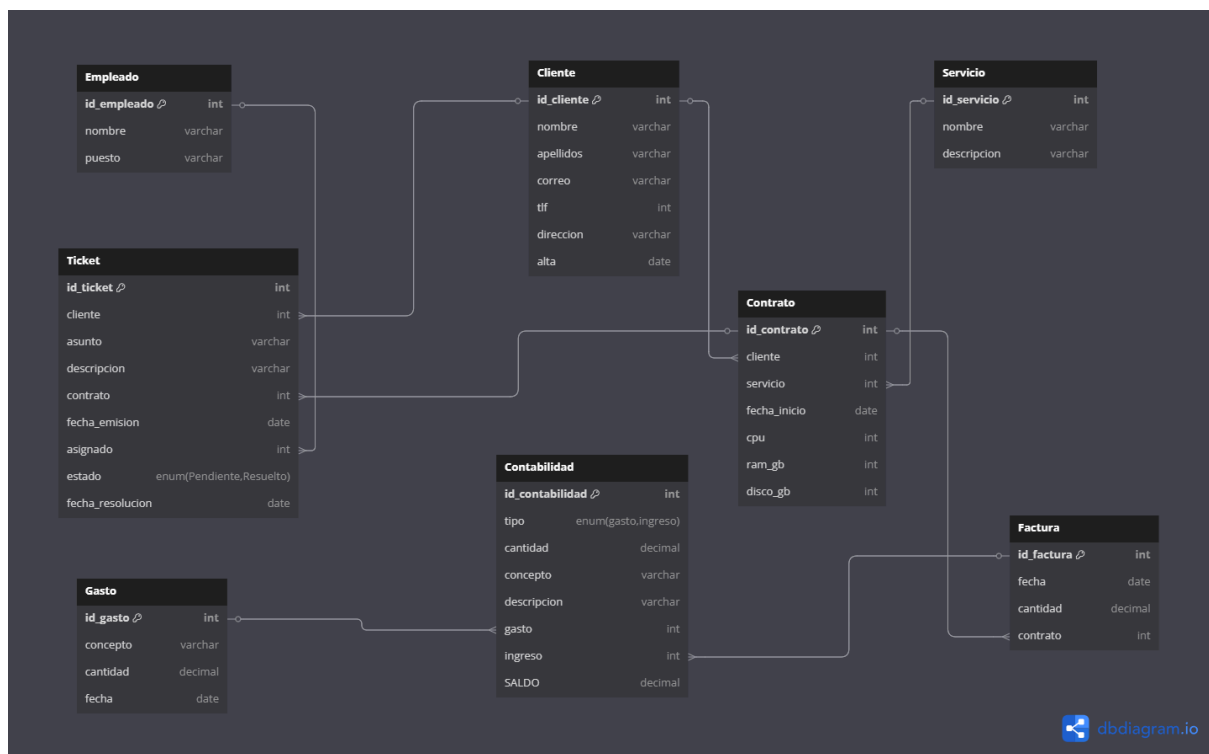 Empleado
id_empleado int
nombre varchar
puesto varchar
Cliente
id_cliente int
nombre varchar
apellidos varchar
correo varchar
tlf int
direccion varchar
alta date
Servicio
id_servicio int
nombre varchar
descripcion varchar
Ticket
id_ticket int
cliente int
asunto varchar
descripcion varchar
contrato int
fecha_emision date
asignado int
estado enum(Pendiente,Resuelto)
fecha_resolucion date
Contrato
id_contrato int
cliente int
servicio int
fecha_inicio date
cpu int
ram_gb int
disco_gb int
Contabilidad
id_contabilidad int
tipo enum(gasto,ingreso)
cantidad decimal
concepto varchar
descripcion varchar
gasto int
ingreso int
SALDO decimal
Factura
id_factura int
fecha date
cantidad decimal
contrato int
Gasto
id_gasto int
concepto varchar
cantidad decimal
fecha date
dbdiagram.io